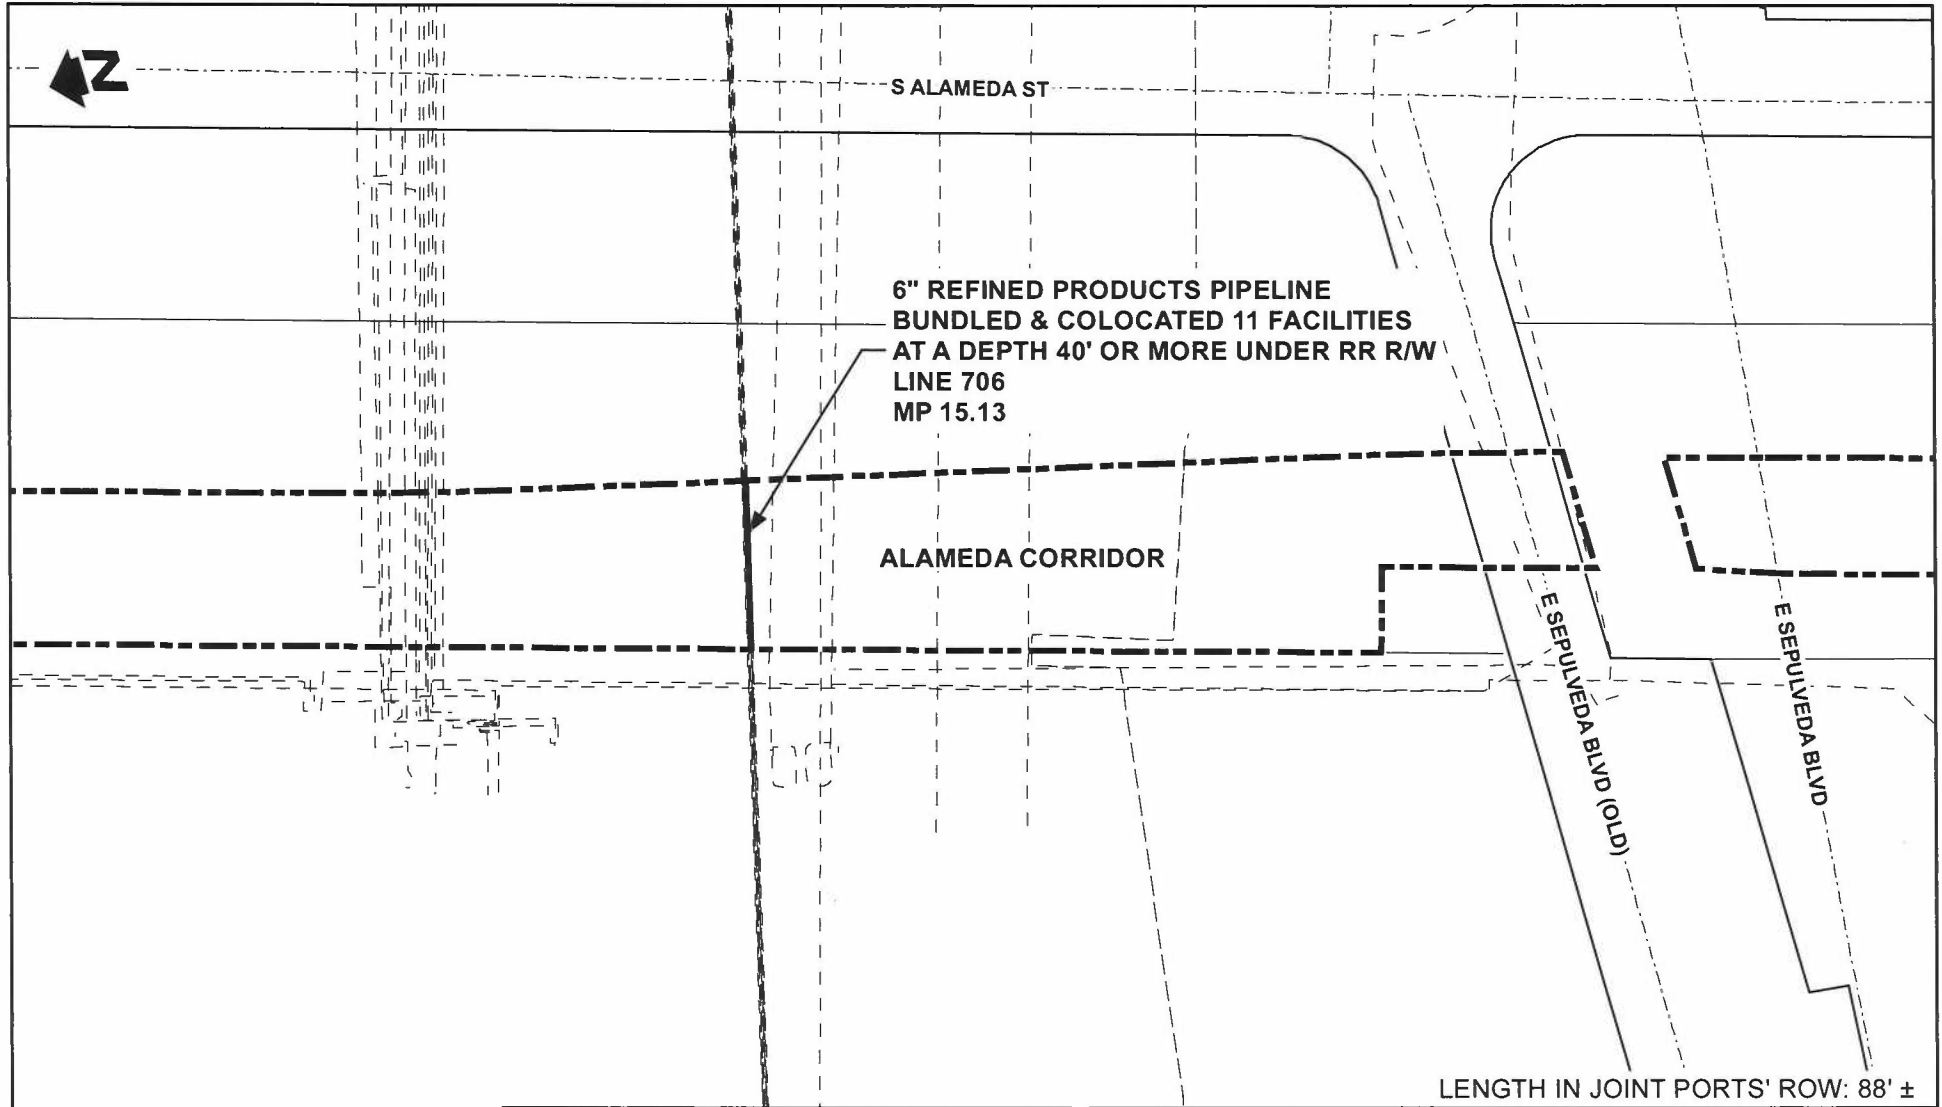 N
S ALAMEDA ST
6" REFINED PRODUCTS PIPELINE
BUNDLED & COLOCATED 11 FACILITIES
AT A DEPTH 40' OR MORE UNDER RR R/W
LINE 706
MP 15.13
ALAMEDA CORRIDOR
E SEPULVEDA BLVD (OLD)
E SEPULVEDA BLVD
LENGTH IN JOINT PORTS' ROW: 88' ±